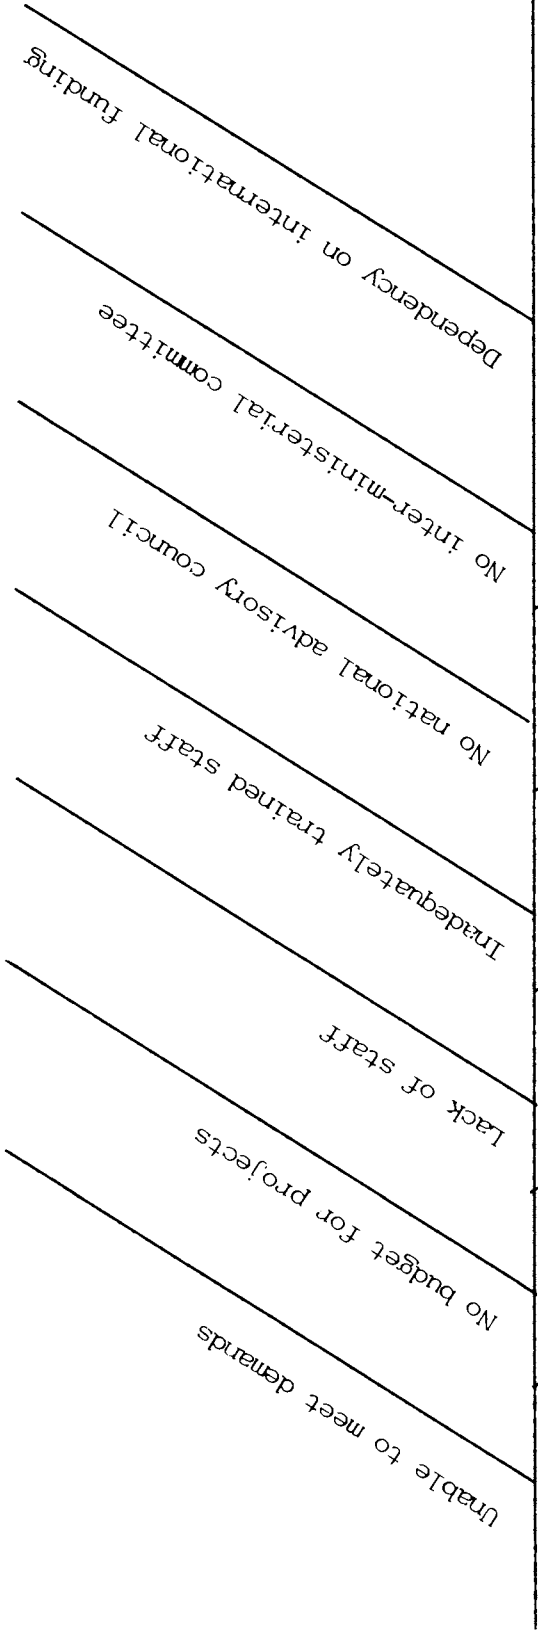 Unable to meet demands
No budget for projects
Lack of staff
Inadequately trained staff
No national advisory council
No inter-ministerial committee
Dependency on international funding